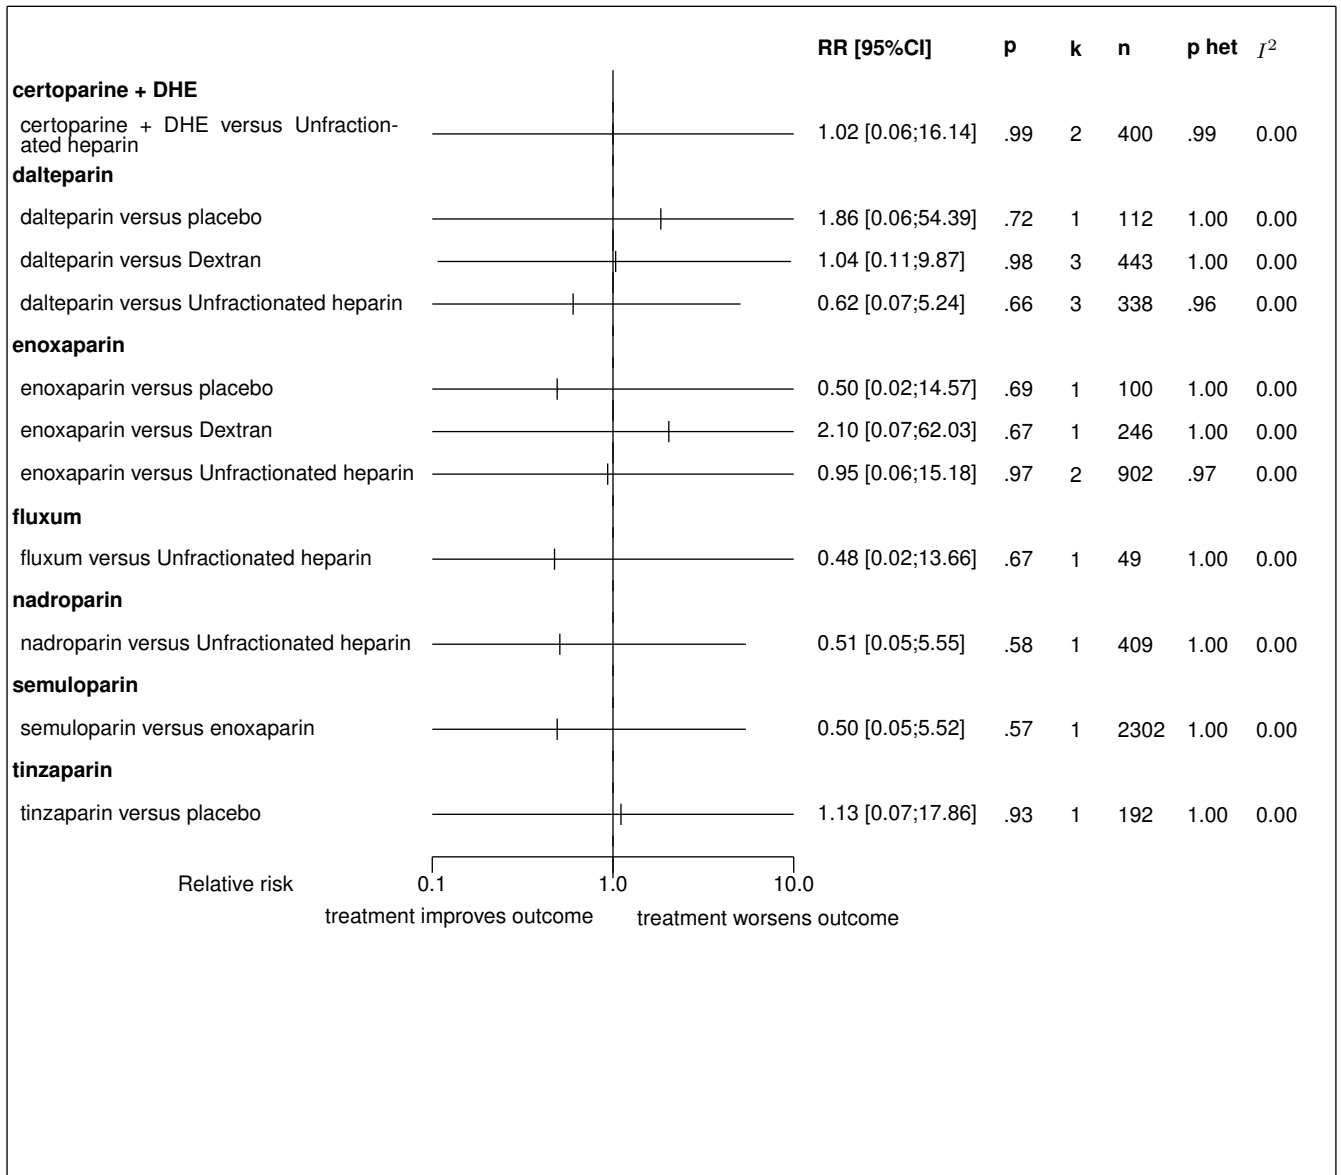 RR [95%CI] p k n p het I²
certoparine + DHE
certoparine + DHE versus Unfraction-
ated heparin
1.02 [0.06;16.14] .99 2 400 .99 0.00
dalteparin
dalteparin versus placebo 1.86 [0.06;54.39] .72 1 112 1.00 0.00
dalteparin versus Dextran 1.04 [0.11;9.87] .98 3 443 1.00 0.00
dalteparin versus Unfractionated heparin 0.62 [0.07;5.24] .66 3 338 .96 0.00
enoxaparin
enoxaparin versus placebo 0.50 [0.02;14.57] .69 1 100 1.00 0.00
enoxaparin versus Dextran 2.10 [0.07;62.03] .67 1 246 1.00 0.00
enoxaparin versus Unfractionated heparin 0.95 [0.06;15.18] .97 2 902 .97 0.00
fluxum
fluxum versus Unfractionated heparin 0.48 [0.02;13.66] .67 1 49 1.00 0.00
nadroparin
nadroparin versus Unfractionated heparin 0.51 [0.05;5.55] .58 1 409 1.00 0.00
semuloparin
semuloparin versus enoxaparin 0.50 [0.05;5.52] .57 1 2302 1.00 0.00
tinzaparin
tinzaparin versus placebo 1.13 [0.07;17.86] .93 1 192 1.00 0.00
Relative risk 0.1 1.0 10.0
treatment improves outcome treatment worsens outcome